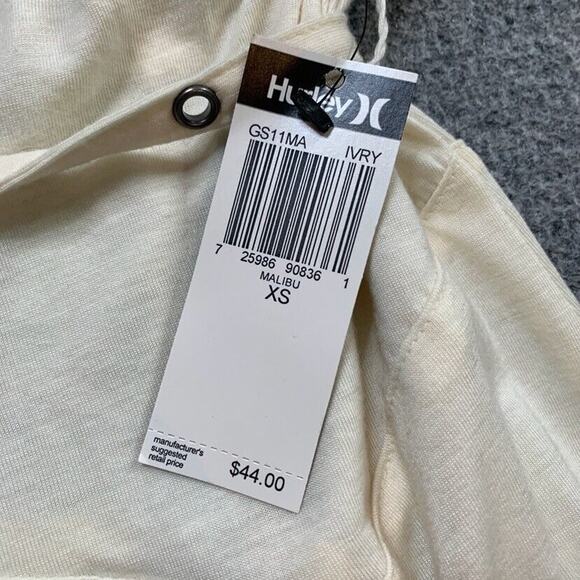 Hurley
GS11MA IVRY
7 25986 90836 1
MALIBU
XS
manufacturer's
suggested
retail price
$44.00